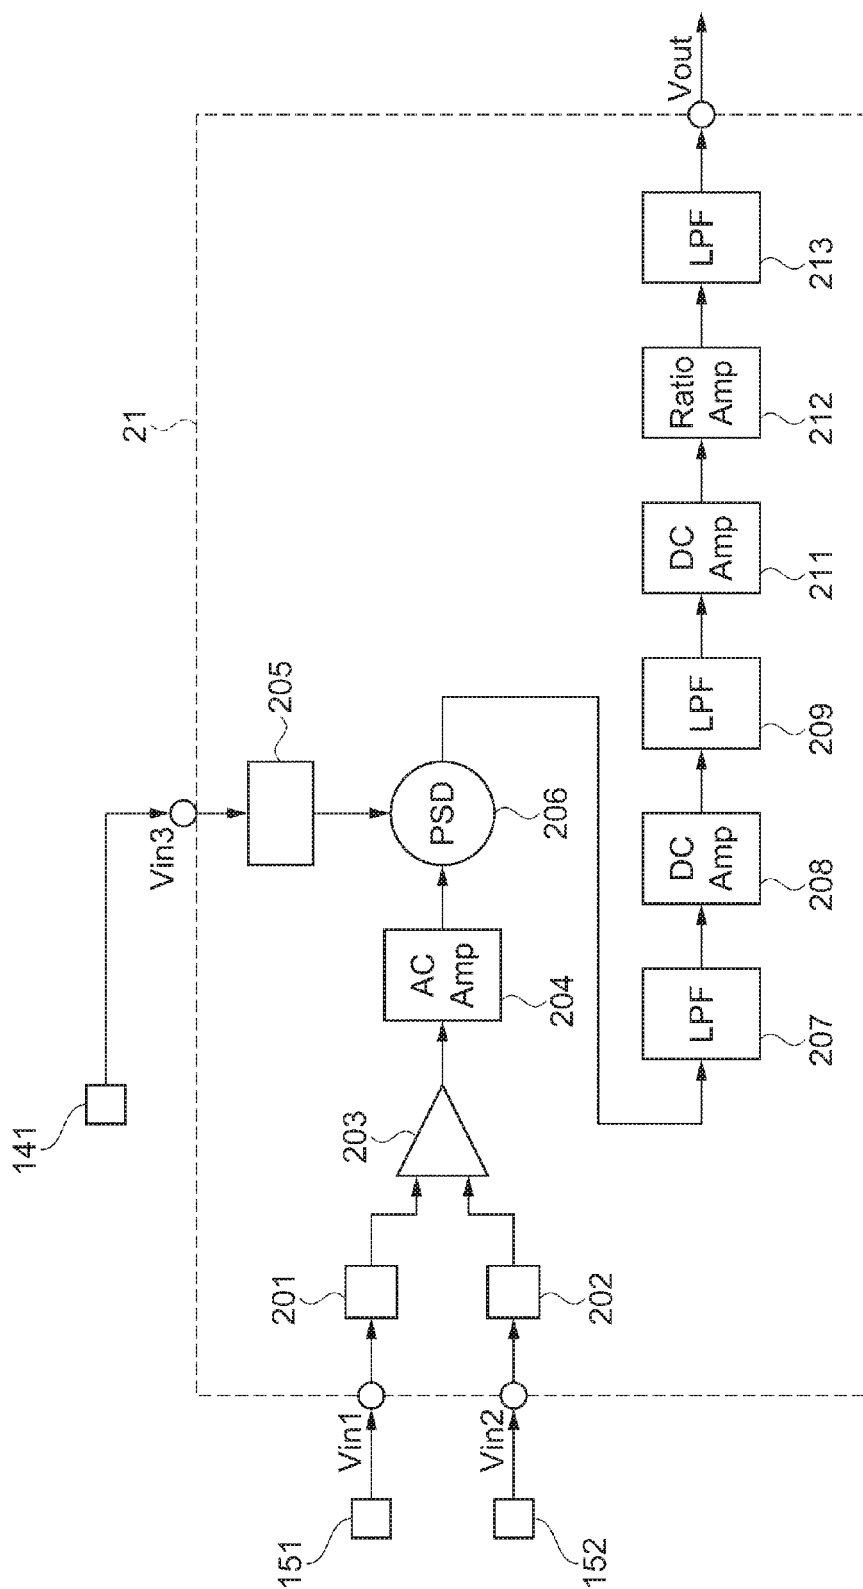 21
141
Vin3
205
151
Vin1
201
203
AC
Amp
204
PSD
206
152
Vin2
202
LPF
207
DC
Amp
208
LPF
209
DC
Amp
211
Ratio
Amp
212
LPF
213
Vout